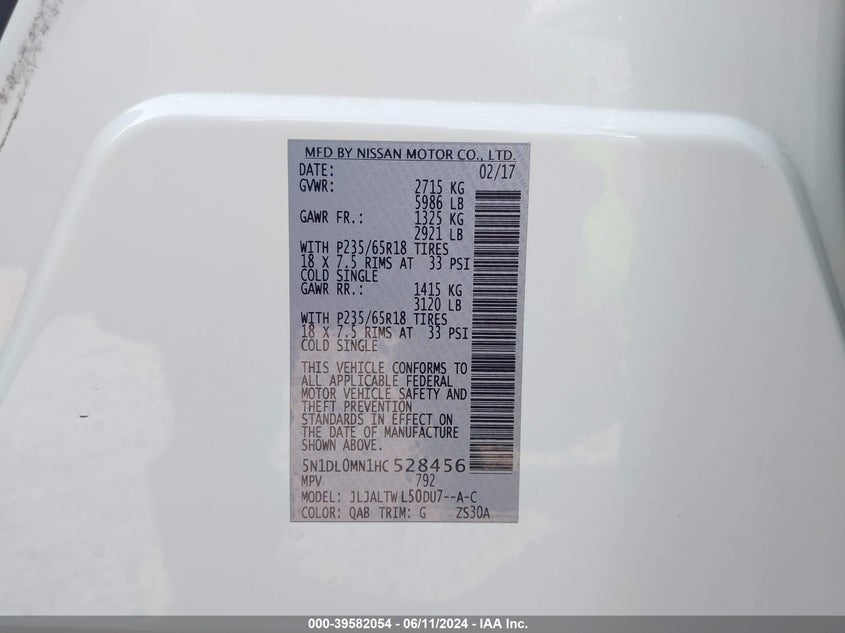 MFD BY NISSAN MOTOR CO., LTD.
DATE: 02/17
GVWR: 2715 KG
5986 LB
GAWR FR.: 1325 KG
2921 LB
WITH P235/65R18 TIRES
18 X 7.5 RIMS AT 33 PSI
COLD SINGLE
GAWR RR.: 1415 KG
3120 LB
WITH P235/65R18 TIRES
18 X 7.5 RIMS AT 33 PSI
COLD SINGLE
THIS VEHICLE CONFORMS TO
ALL APPLICABLE FEDERAL
MOTOR VEHICLE SAFETY AND
THEFT PREVENTION
STANDARDS IN EFFECT ON
THE DATE OF MANUFACTURE
SHOWN ABOVE.
5N1DL0MN1HC528456
MPV 792
MODEL: JLJALTW L50DU7--A-C
COLOR: QAB TRIM: G ZS30A
000-39582054 - 06/11/2024 - IAA Inc.